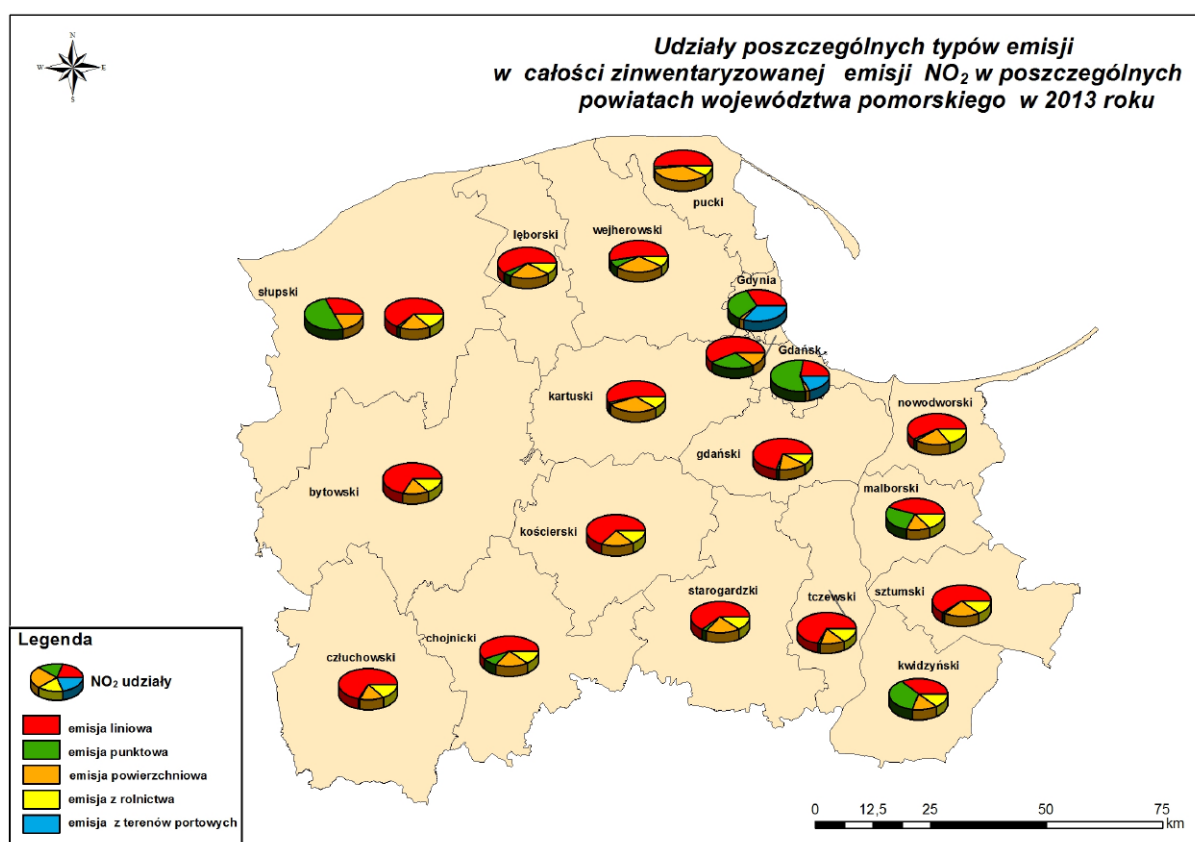 N
W E
S
Udziały poszczególnych typów emisji
w całości zinwentaryzowanej emisji NO₂ w poszczególnych
powiatach województwa pomorskiego w 2013 roku
pucki
lęborski
wejherowski
Gdynia
słupski
Gdańsk
kartuski
nowodworski
gdański
malborski
bytowski
kościerski
starogardzki
tczewski
sztumski
chojnicki
człuchowski
kwidzyński
Legenda
NO₂ udziały
emisja liniowa
emisja punktowa
emisja powierzchniowa
emisja z rolnictwa
emisja z terenów portowych
0 12,5 25 50 75
km